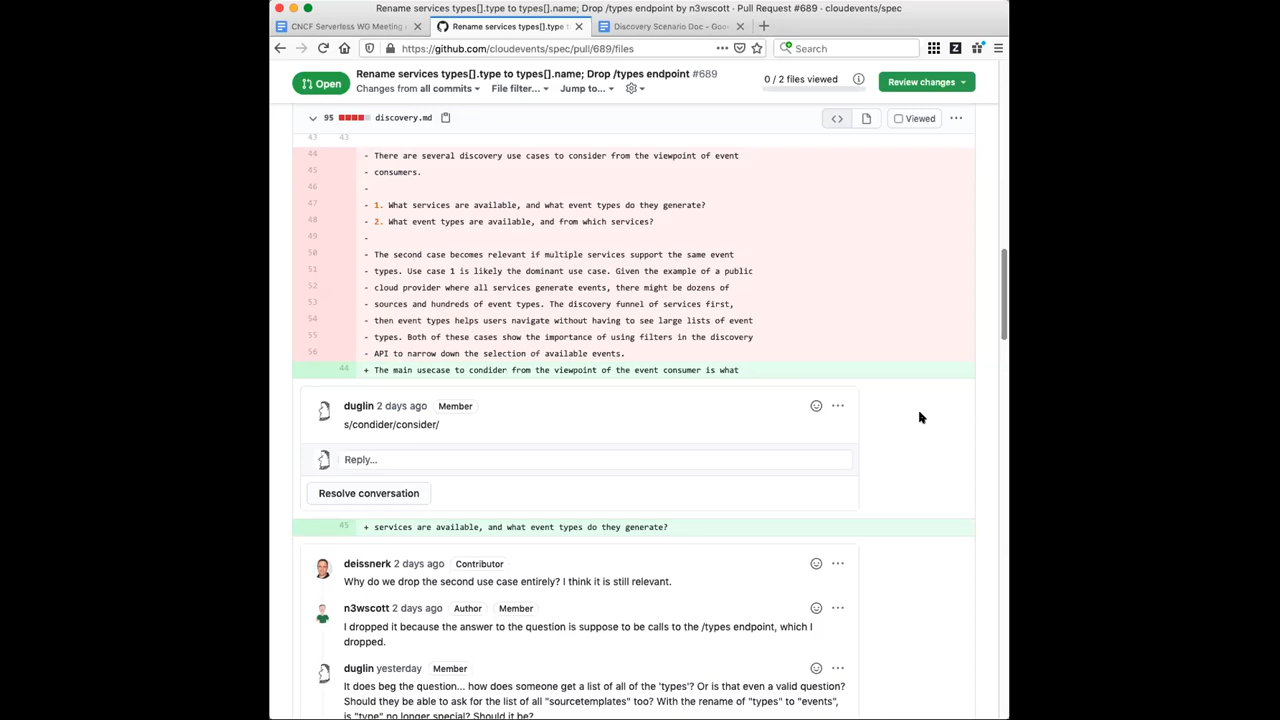 Rename services types[].type to types[].name; Drop /types endpoint by n3wscott · Pull Request #689 · cloudevents/spec
CNCF Serverless WG Meeting
Rename services types[].type to
Discovery Scenario Doc - Goo
https://github.com/cloudevents/spec/pull/689/files
Search
Open
Rename services types[].type to types[].name; Drop /types endpoint #689
Changes from all commits
File filter...
Jump to...
0 / 2 files viewed
Review changes
95
discovery.md
Viewed
43 43
44 - There are several discovery use cases to consider from the viewpoint of event
45 - consumers.
46 -
47 - 1. What services are available, and what event types do they generate?
48 - 2. What event types are available, and from which services?
49 -
50 - The second case becomes relevant if multiple services support the same event
51 - types. Use case 1 is likely the dominant use case. Given the example of a public
52 - cloud provider where all services generate events, there might be dozens of
53 - sources and hundreds of event types. The discovery funnel of services first,
54 - then event types helps users navigate without having to see large lists of event
55 - types. Both of these cases show the importance of using filters in the discovery
56 - API to narrow down the selection of available events.
44 + The main usecase to condider from the viewpoint of the event consumer is what
duglin 2 days ago Member
s/condider/consider/
Reply...
Resolve conversation
45 + services are available, and what event types do they generate?
deissnerk 2 days ago Contributor
Why do we drop the second use case entirely? I think it is still relevant.
n3wscott 2 days ago Author Member
I dropped it because the answer to the question is suppose to be calls to the /types endpoint, which I
dropped.
duglin yesterday Member
It does beg the question... how does someone get a list of all of the 'types'? Or is that even a valid question?
Should they be able to ask for the list of all "sourcetemplates" too? With the rename of "types" to "events",
is "type" no longer special? Should it be?